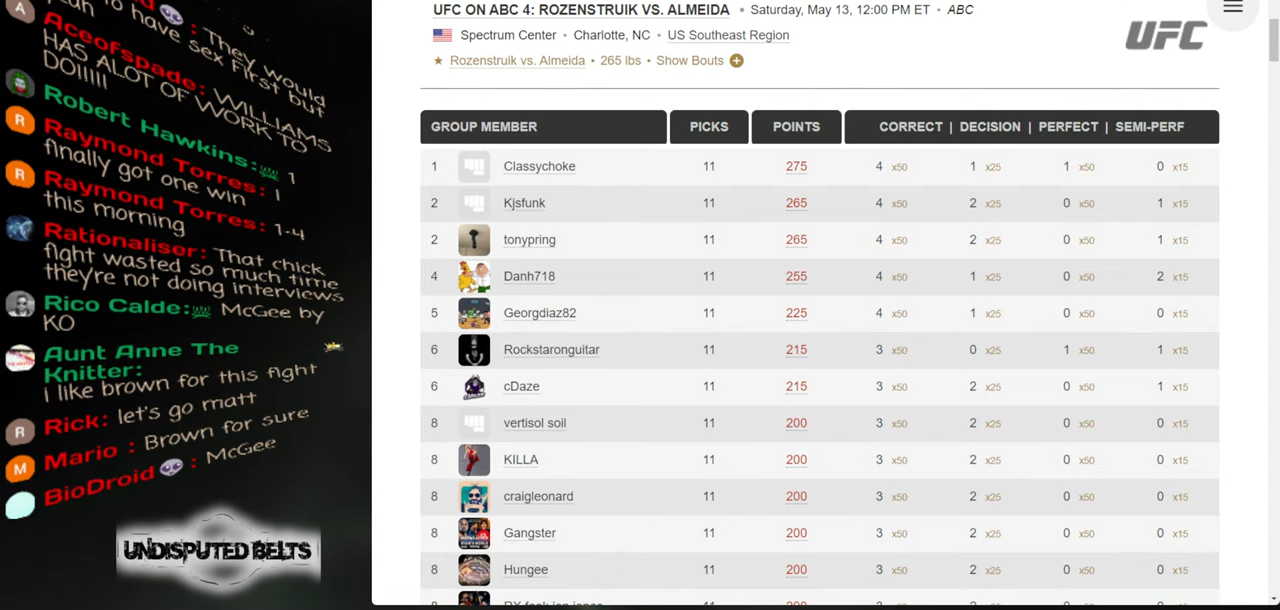 A
yeah
They would
to have sex first but
Aceofspade: WILLIAMS
HAS ALOT OF WORK TO
DOIIIII
Robert Hawkins: 1
R
Raymond Torres: I
finally got one win
R
Raymond Torres: 1-4
this morning
Rationaliser: That chick
fight wasted so much time
they're not doing interviews
Rico Calde: McGee by
KO
Aunt Anne The
Knitter:
i like brown for this fight
R
Rick: let's go matt
M
Mario : Brown for sure
BioDroid : McGee
UNDISPUTED BELTS
UFC ON ABC 4: ROZENSTRUIK VS. ALMEIDA • Saturday, May 13, 12:00 PM ET • ABC
Spectrum Center • Charlotte, NC • US Southeast Region
★ Rozenstruik vs. Almeida • 265 lbs • Show Bouts
UFC
GROUP MEMBER PICKS POINTS CORRECT | DECISION | PERFECT | SEMI-PERF
1 Classychoke 11 275 4 x50 1 x25 1 x50 0 x15
2 Kjsfunk 11 265 4 x50 2 x25 0 x50 1 x15
2 tonypring 11 265 4 x50 2 x25 0 x50 1 x15
4 Danh718 11 255 4 x50 1 x25 0 x50 2 x15
5 Georgdiaz82 11 225 4 x50 1 x25 0 x50 0 x15
6 Rockstaronguitar 11 215 3 x50 0 x25 1 x50 1 x15
6 cDaze 11 215 3 x50 2 x25 0 x50 1 x15
8 vertisol soil 11 200 3 x50 2 x25 0 x50 0 x15
8 KILLA 11 200 3 x50 2 x25 0 x50 0 x15
8 craigleonard 11 200 3 x50 2 x25 0 x50 0 x15
8 Gangster 11 200 3 x50 2 x25 0 x50 0 x15
8 Hungee 11 200 3 x50 2 x25 0 x50 0 x15